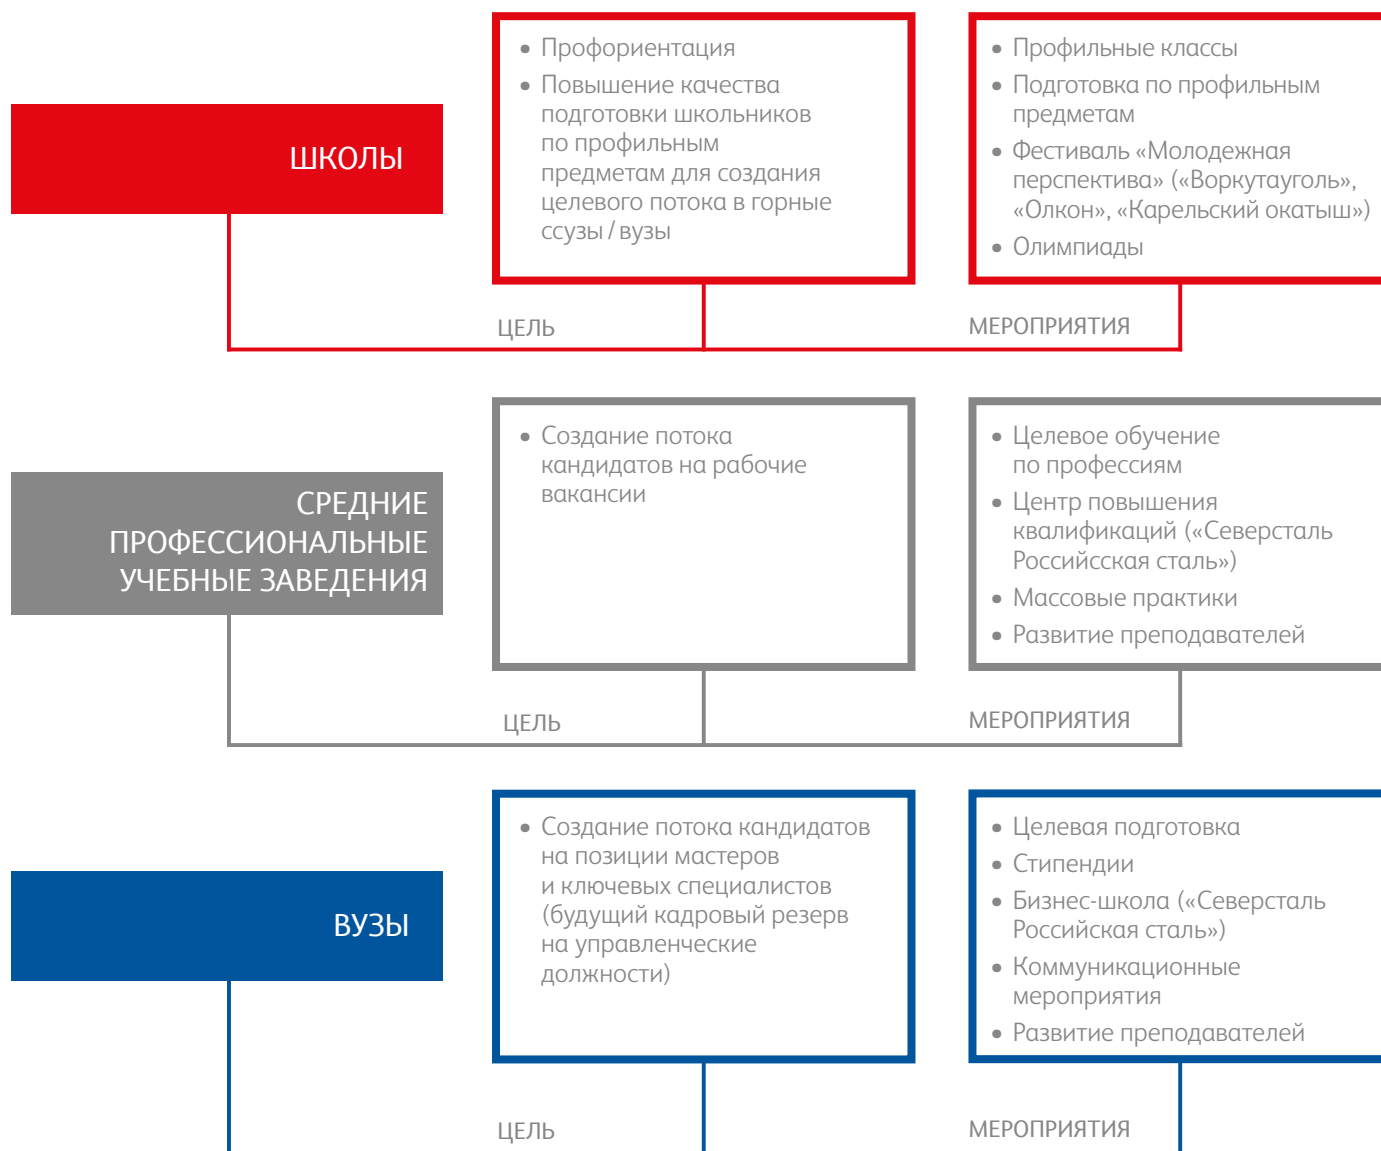 ШКОЛЫ
• Профориентация
• Повышение качества
подготовки школьников
по профильным
предметам для создания
целевого потока в горные
ссузы / вузы
ЦЕЛЬ
• Профильные классы
• Подготовка по профильным
предметам
• Фестиваль «Молодежная
перспектива» («Воркутауголь»,
«Олкон», «Карельский окатыш»)
• Олимпиады
МЕРОПРИЯТИЯ
СРЕДНИЕ
ПРОФЕССИОНАЛЬНЫЕ
УЧЕБНЫЕ ЗАВЕДЕНИЯ
• Создание потока
кандидатов на рабочие
вакансии
ЦЕЛЬ
• Целевое обучение
по профессиям
• Центр повышения
квалификаций («Северсталь
Российсская сталь»)
• Массовые практики
• Развитие преподавателей
МЕРОПРИЯТИЯ
ВУЗЫ
• Создание потока кандидатов
на позиции мастеров
и ключевых специалистов
(будущий кадровый резерв
на управленческие
должности)
ЦЕЛЬ
• Целевая подготовка
• Стипендии
• Бизнес-школа («Северсталь
Российская сталь»)
• Коммуникационные
мероприятия
• Развитие преподавателей
МЕРОПРИЯТИЯ